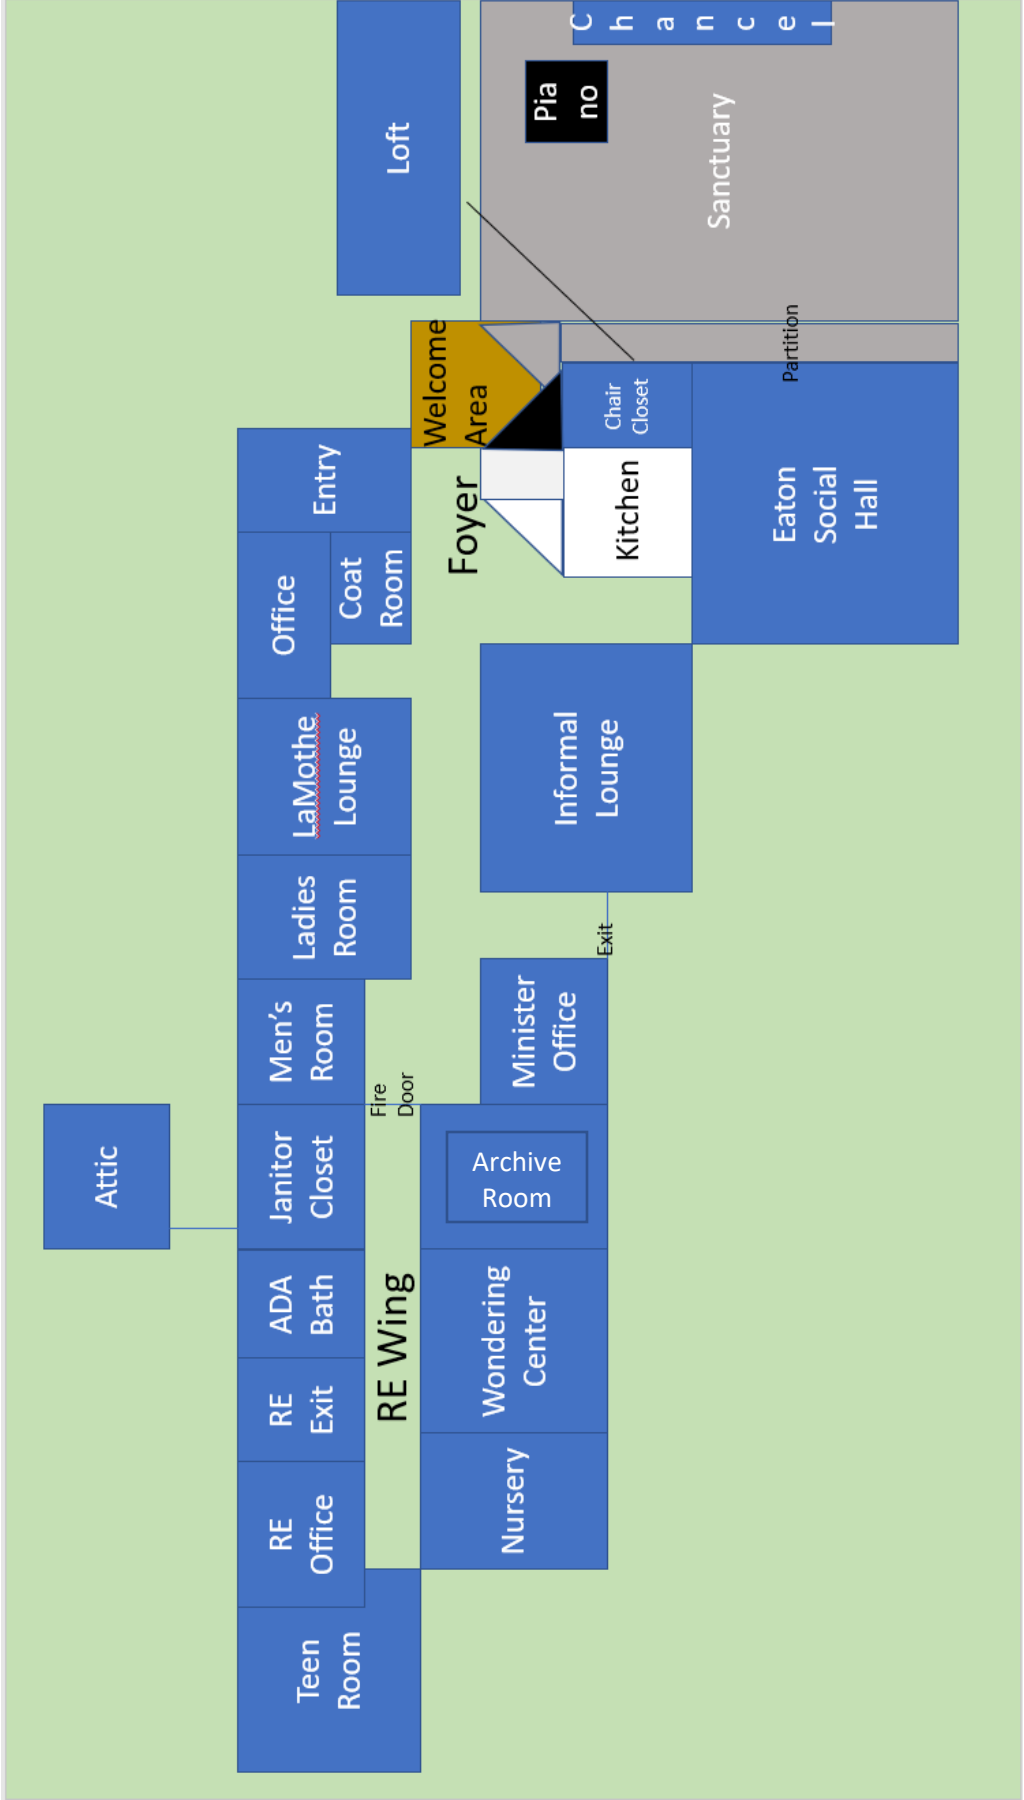 Attic
Teen
Room
RE
Office
RE
Exit
ADA
Bath
Janitor
Closet
Men's
Room
Ladies
Room
LaMothe
Lounge
Office
Coat
Room
Entry
Loft
RE Wing
Fire
Door
Foyer
Welcome
Area
Nursery
Wondering
Center
Archive
Room
Minister
Office
Exit
Informal
Lounge
Kitchen
Chair
Closet
Eaton
Social
Hall
Partition
Sanctuary
Pia
no
Chancel